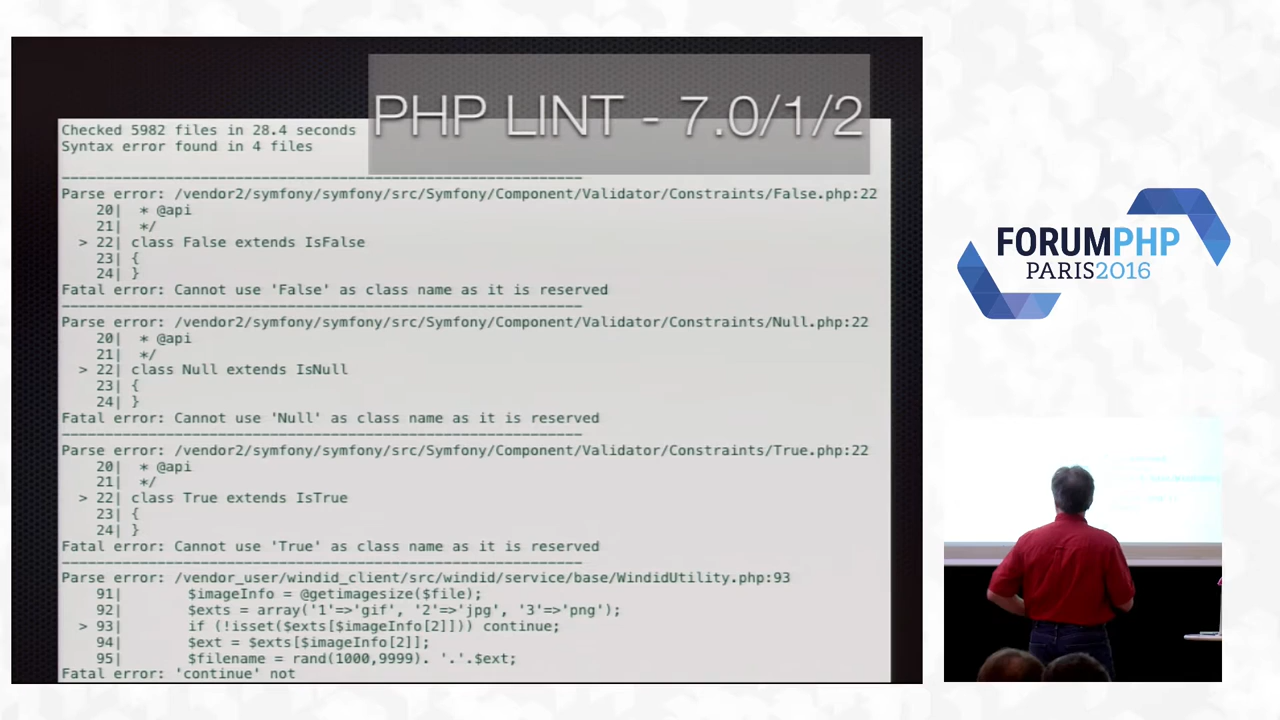 PHP LINT - 7.0/1/2
Checked 5982 files in 28.4 seconds
Syntax error found in 4 files
------------------------------------------------------------
Parse error: /vendor2/symfony/symfony/src/Symfony/Component/Validator/Constraints/False.php:22
20| * @api
21| */
> 22| class False extends IsFalse
23| {
24| }
Fatal error: Cannot use 'False' as class name as it is reserved
------------------------------------------------------------
Parse error: /vendor2/symfony/symfony/src/Symfony/Component/Validator/Constraints/Null.php:22
20| * @api
21| */
> 22| class Null extends IsNull
23| {
24| }
Fatal error: Cannot use 'Null' as class name as it is reserved
------------------------------------------------------------
Parse error: /vendor2/symfony/symfony/src/Symfony/Component/Validator/Constraints/True.php:22
20| * @api
21| */
> 22| class True extends IsTrue
23| {
24| }
Fatal error: Cannot use 'True' as class name as it is reserved
------------------------------------------------------------
Parse error: /vendor_user/windid_client/src/windid/service/base/WindidUtility.php:93
91| $imageInfo = @getimagesize($file);
92| $exts = array('1'=>'gif', '2'=>'jpg', '3'=>'png');
> 93| if (!isset($exts[$imageInfo[2]])) continue;
94| $ext = $exts[$imageInfo[2]];
95| $filename = rand(1000,9999). '.'.$ext;
Fatal error: 'continue' not
FORUMPHP
PARIS2016